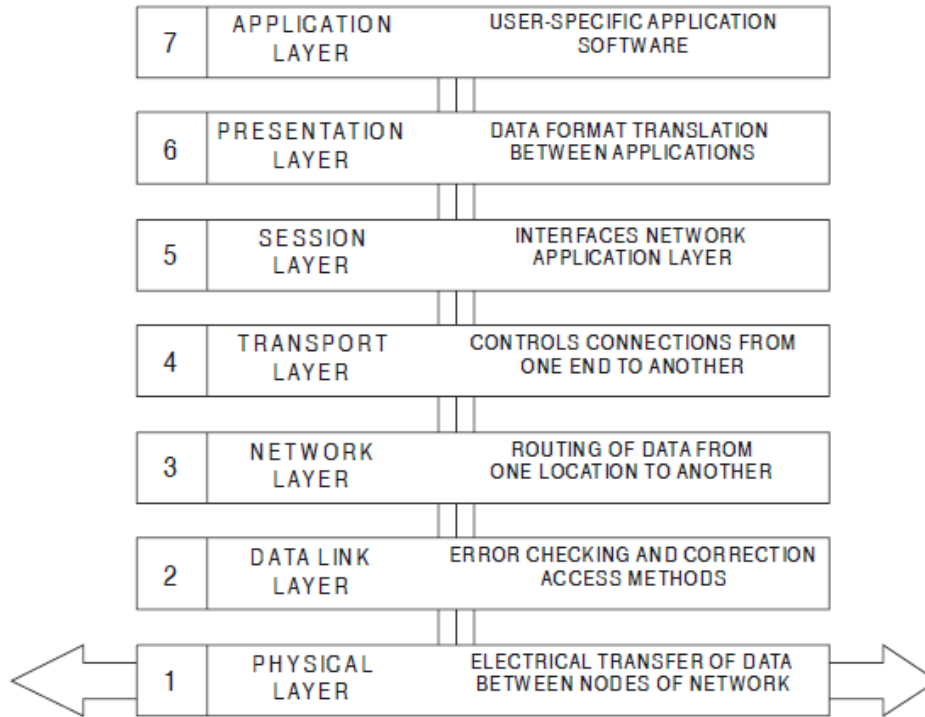 7
APPLICATION
LAYER
USER-SPECIFIC APPLICATION
SOFTWARE
6
PRESENTATION
LAYER
DATA FORMAT TRANSLATION
BETWEEN APPLICATIONS
5
SESSION
LAYER
INTERFACES NETWORK
APPLICATION LAYER
4
TRANSPORT
LAYER
CONTROLS CONNECTIONS FROM
ONE END TO ANOTHER
3
NETWORK
LAYER
ROUTING OF DATA FROM
ONE LOCATION TO ANOTHER
2
DATA LINK
LAYER
ERROR CHECKING AND CORRECTION
ACCESS METHODS
1
PHYSICAL
LAYER
ELECTRICAL TRANSFER OF DATA
BETWEEN NODES OF NETWORK